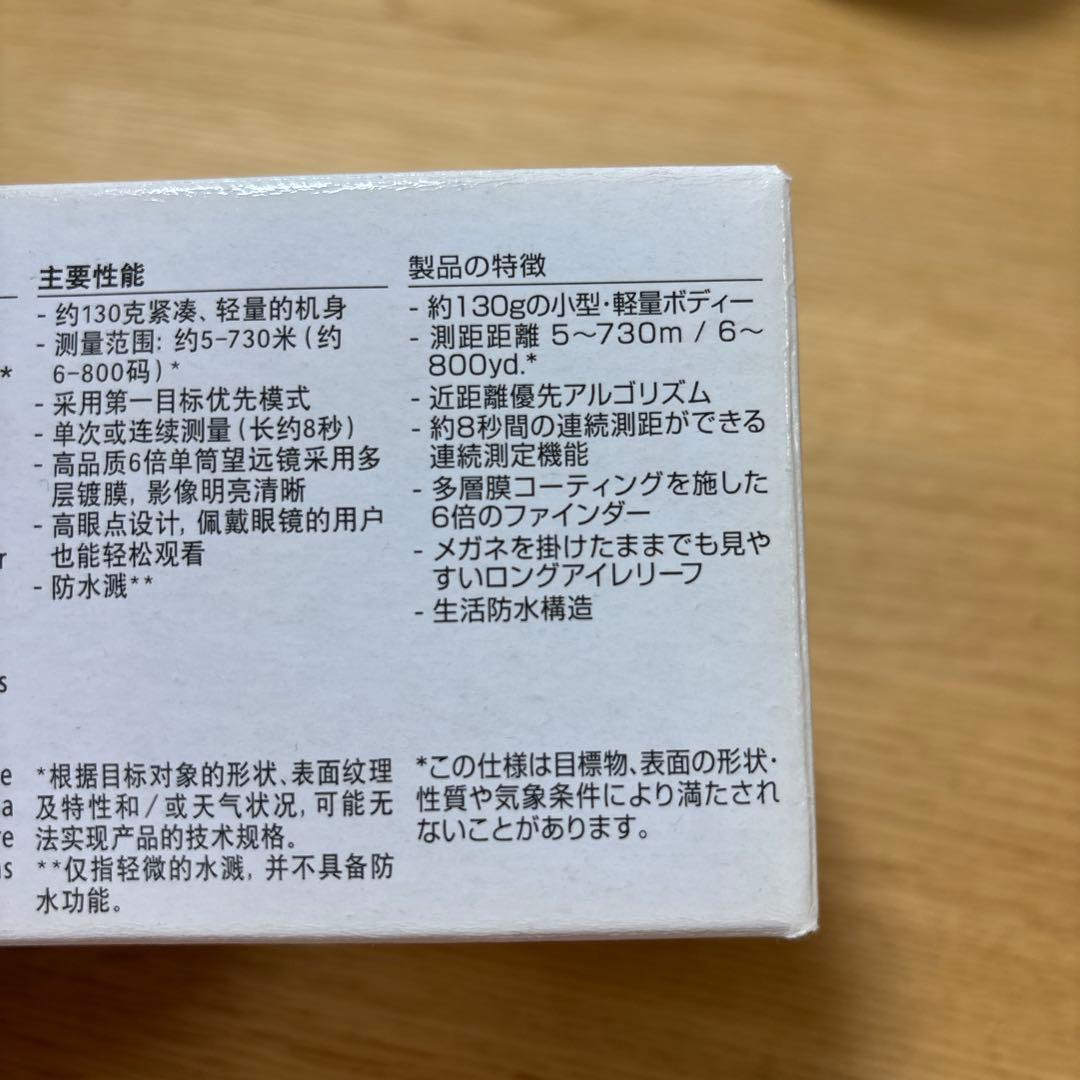 *
r
s
e
a
re
ns
主要性能
- 约130克紧凑、轻量的机身
- 测量范围: 约5-730米 (约
6-800码) *
- 采用第一目标优先模式
- 单次或连续测量 (长约8秒)
- 高品质6倍单筒望远镜采用多
层镀膜, 影像明亮清晰
- 高眼点设计, 佩戴眼镜的用户
也能轻松观看
- 防水溅**
*根据目标对象的形状、表面纹理
及特性和/或天气状况, 可能无
法实现产品的技术规格。
**仅指轻微的水溅, 并不具备防
水功能。
製品の特徴
- 約130gの小型・軽量ボディー
- 測距距離 5〜730m / 6〜
800yd.*
- 近距離優先アルゴリズム
- 約8秒間の連続測距ができる
連続測定機能
- 多層膜コーティングを施した
6倍のファインダー
- メガネを掛けたままでも見や
すいロングアイレリーフ
- 生活防水構造
*この仕様は目標物、表面の形状・
性質や気象条件により満たされ
ないことがあります。